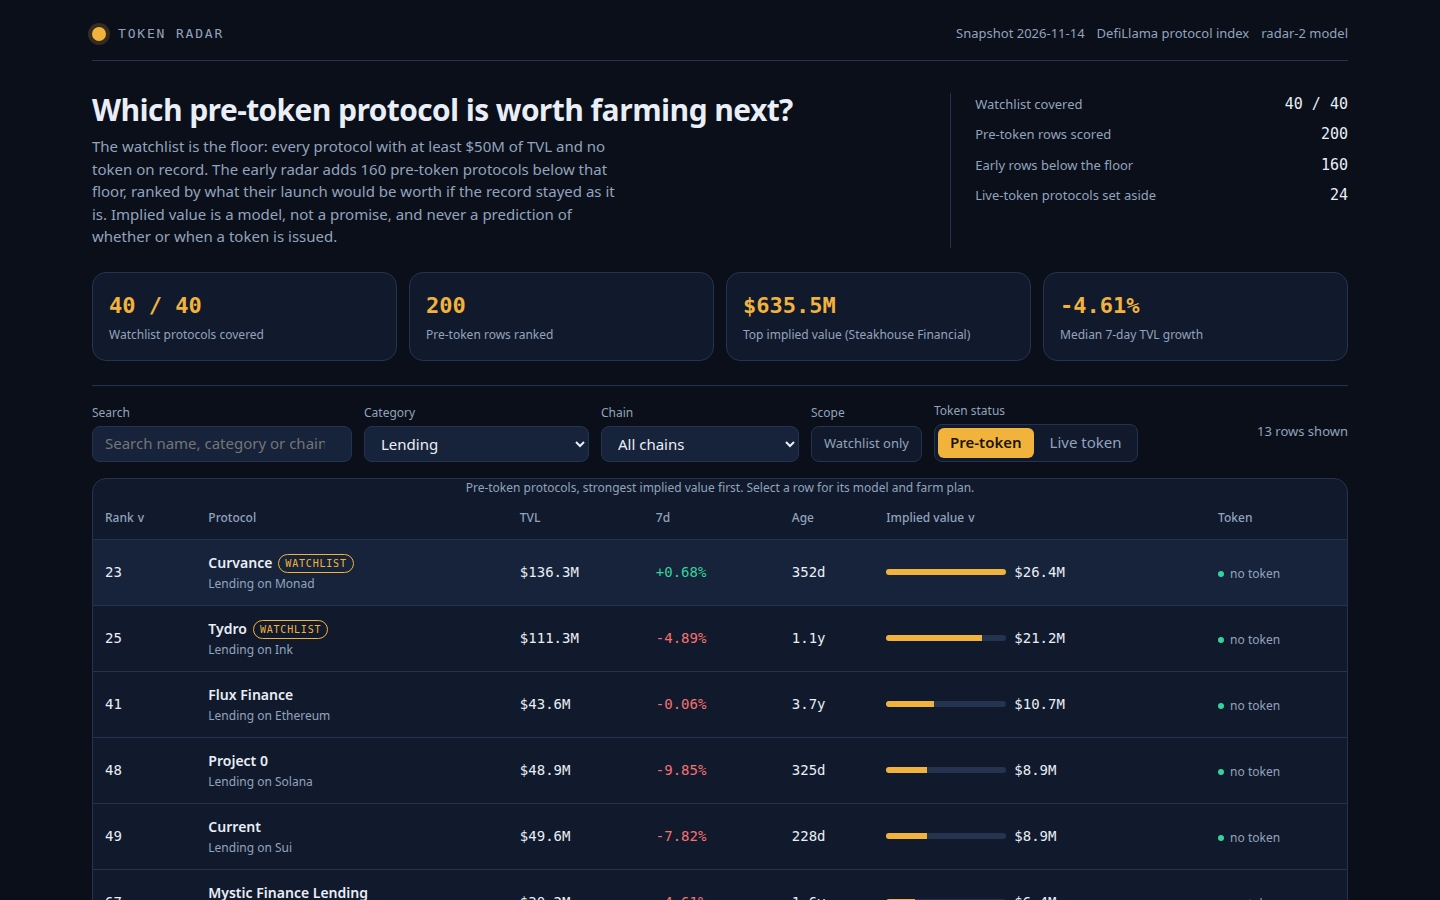 TOKEN RADAR
Snapshot 2026-11-14 DefiLlama protocol index radar-2 model
Which pre-token protocol is worth farming next?
The watchlist is the floor: every protocol with at least $50M of TVL and no
token on record. The early radar adds 160 pre-token protocols below that
floor, ranked by what their launch would be worth if the record stayed as it
is. Implied value is a model, not a promise, and never a prediction of
whether or when a token is issued.
Watchlist covered 40 / 40
Pre-token rows scored 200
Early rows below the floor 160
Live-token protocols set aside 24
40 / 40
Watchlist protocols covered
200
Pre-token rows ranked
$635.5M
Top implied value (Steakhouse Financial)
-4.61%
Median 7-day TVL growth
Search
Search name, category or chain
Category
Lending
Chain
All chains
Scope
Watchlist only
Token status
Pre-token Live token
13 rows shown
Pre-token protocols, strongest implied value first. Select a row for its model and farm plan.
Rank v Protocol TVL 7d Age Implied value v Token
23 Curvance WATCHLIST $136.3M +0.68% 352d $26.4M no token
Lending on Monad
25 Tydro WATCHLIST $111.3M -4.89% 1.1y $21.2M no token
Lending on Ink
41 Flux Finance $43.6M -0.06% 3.7y $10.7M no token
Lending on Ethereum
48 Project 0 $48.9M -9.85% 325d $8.9M no token
Lending on Solana
49 Current $49.6M -7.82% 228d $8.9M no token
Lending on Sui
Mystic Finance Lending